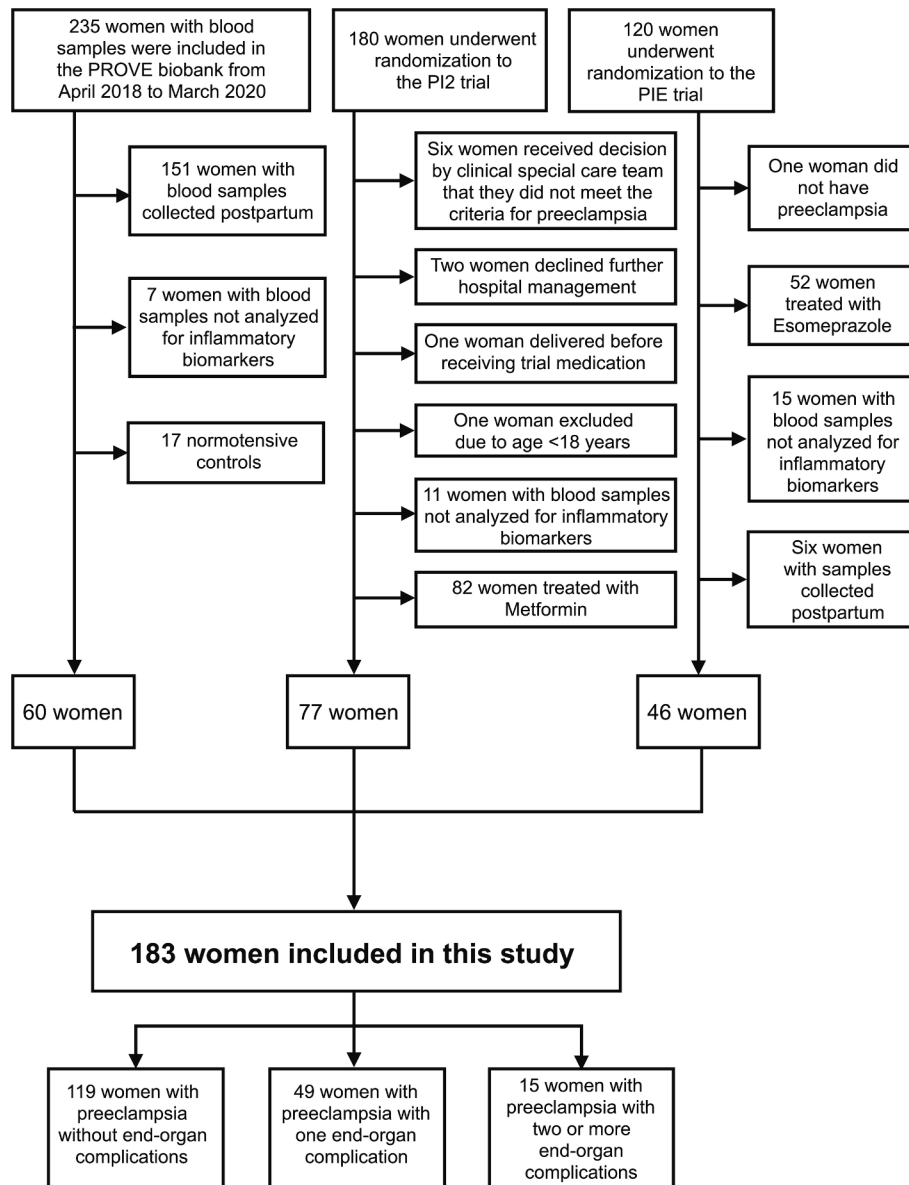 235 women with blood
samples were included in
the PROVE biobank from
April 2018 to March 2020
180 women underwent
randomization to
the PI2 trial
120 women
underwent
randomization to the
PIE trial
151 women with
blood samples
collected postpartum
7 women with blood
samples not analyzed
for inflammatory
biomarkers
17 normotensive
controls
Six women received decision
by clinical special care team
that they did not meet the
criteria for preeclampsia
Two women declined further
hospital management
One woman delivered before
receiving trial medication
One woman excluded
due to age <18 years
11 women with blood samples
not analyzed for inflammatory
biomarkers
82 women treated with
Metformin
One woman did
not have
preeclampsia
52 women
treated with
Esomeprazole
15 women with
blood samples
not analyzed for
inflammatory
biomarkers
Six women
with samples
collected
postpartum
60 women
77 women
46 women
183 women included in this study
119 women with
preeclampsia
without end-organ
complications
49 women with
preeclampsia with
one end-organ
complication
15 women with
preeclampsia with
two or more
end-organ
complications